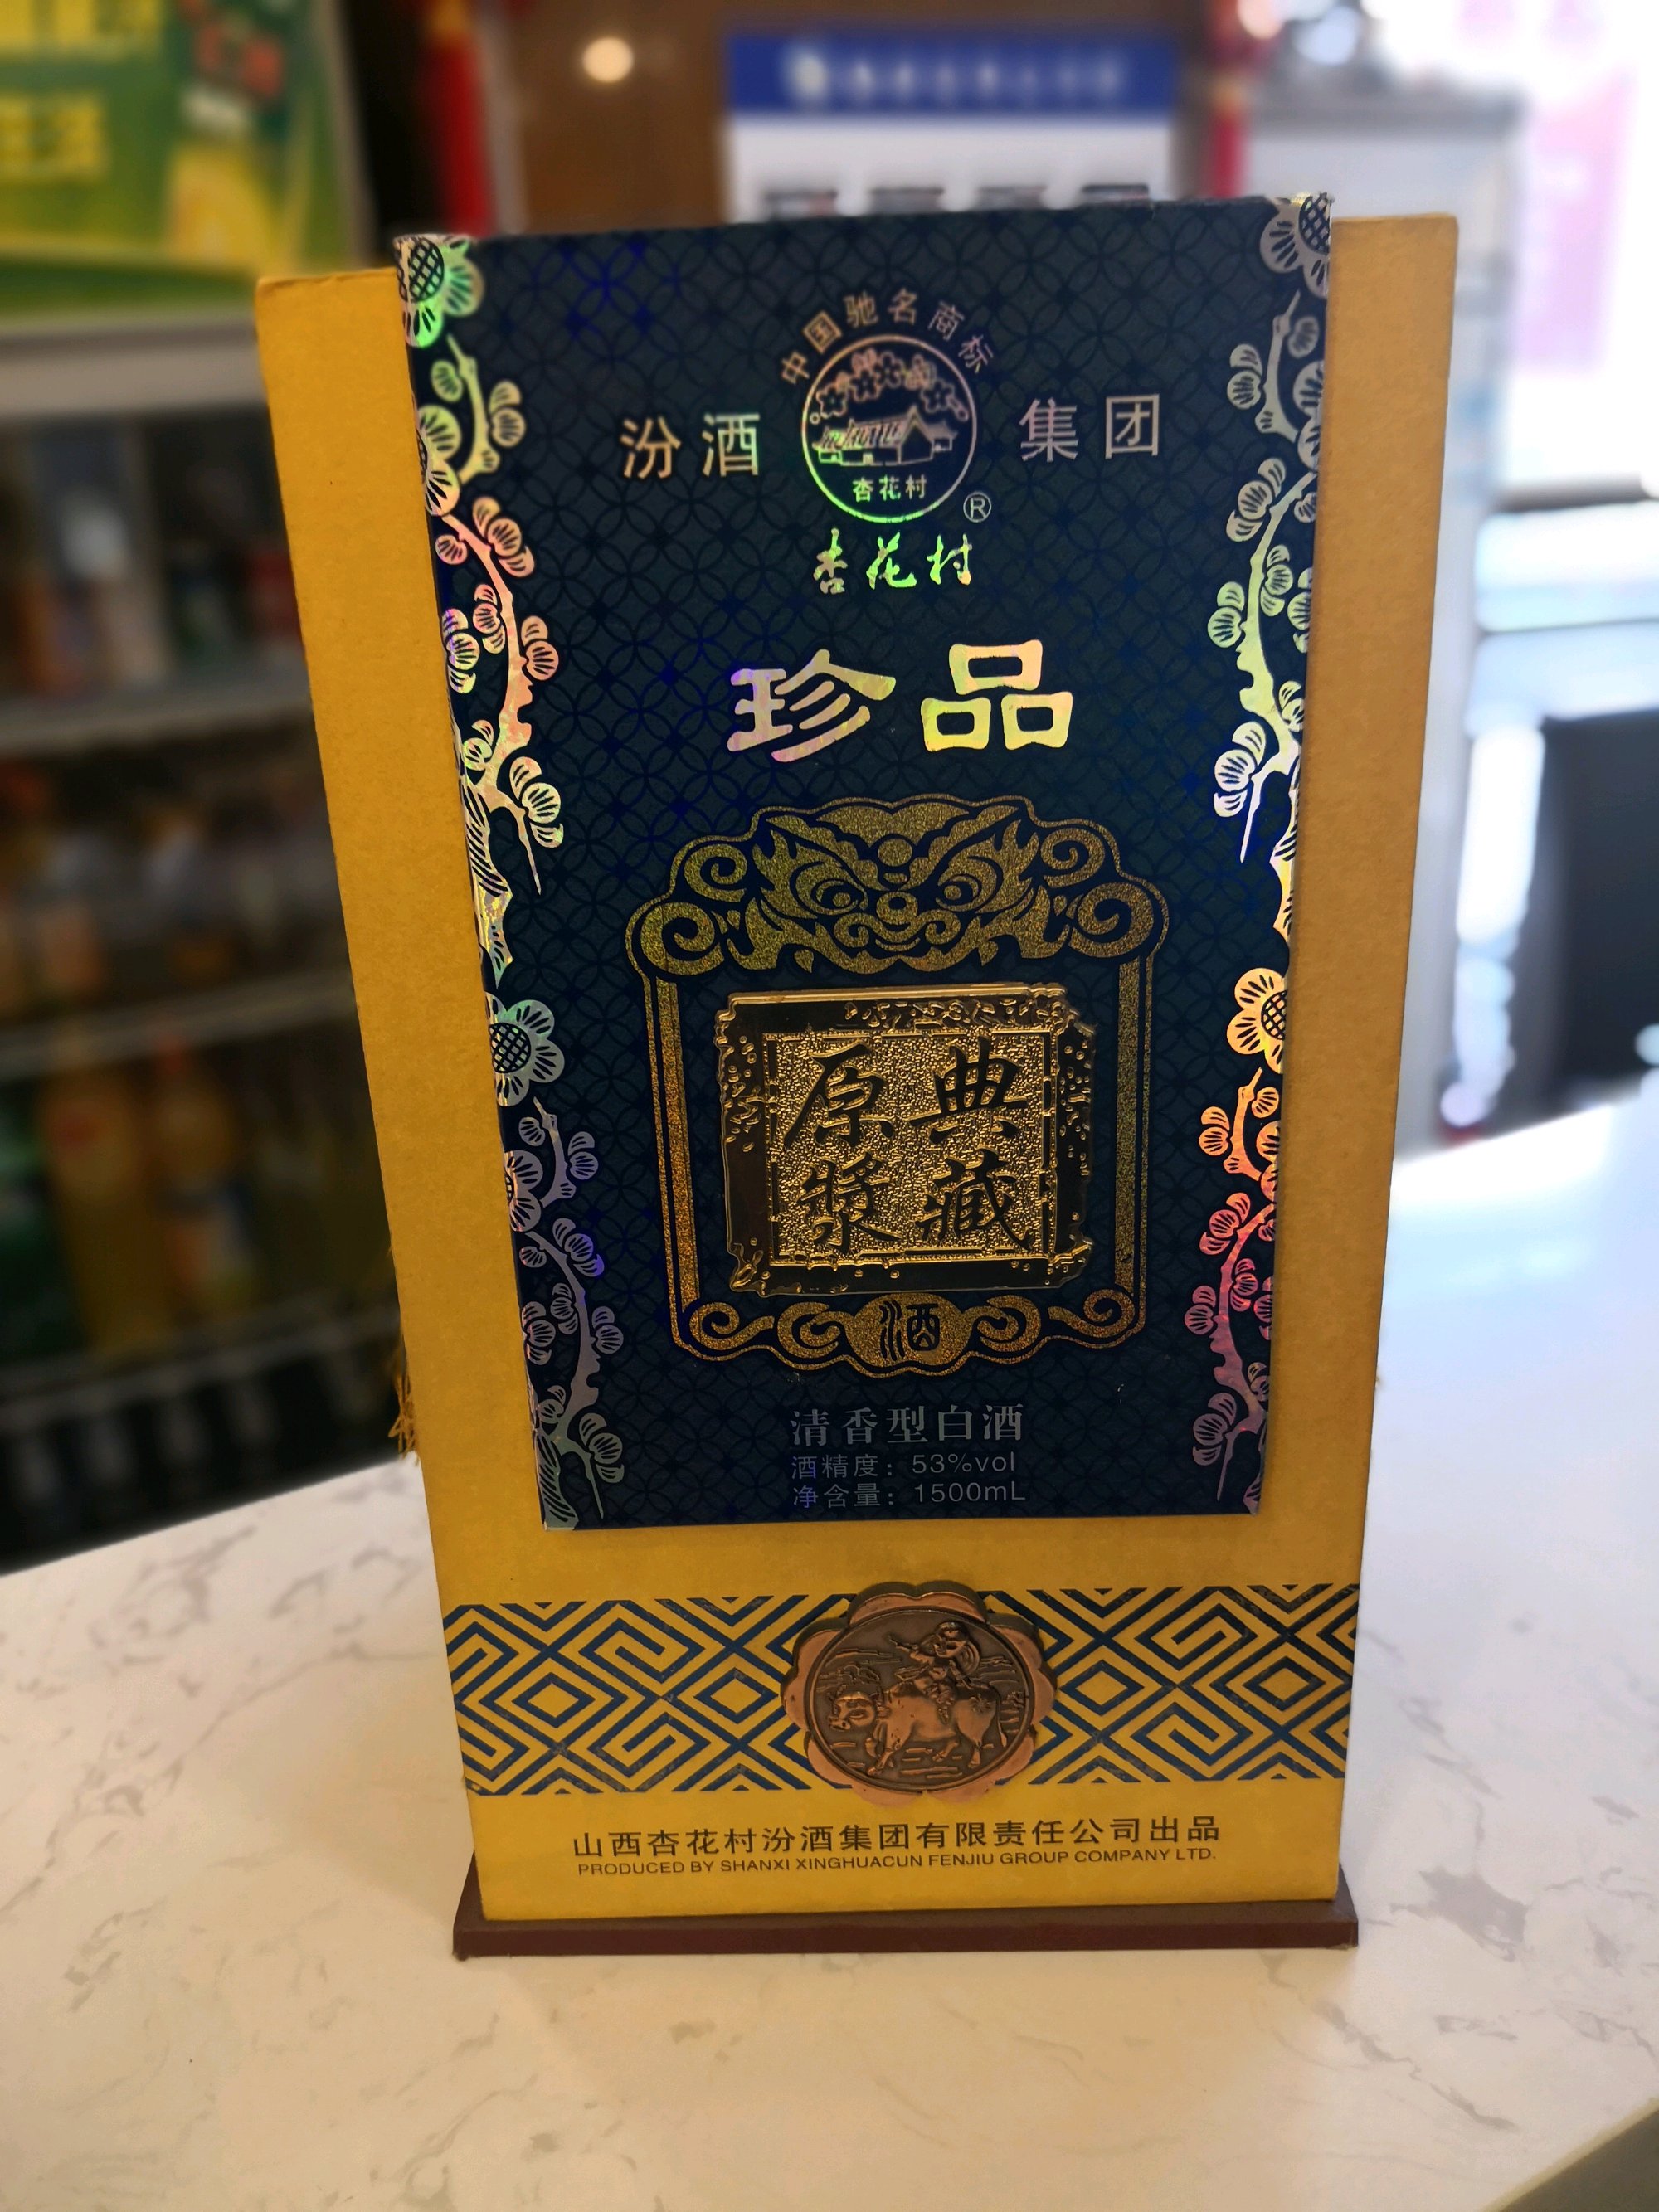 中国驰名商标
汾酒 集团
杏花村
®
杏花村
珍品
原典
漿藏
酒
清香型白酒
酒精度：53%vol
净含量：1500mL
山西杏花村汾酒集团有限责任公司出品
PRODUCED BY SHANXI XINGHUACUN FENJIU GROUP COMPANY LTD.